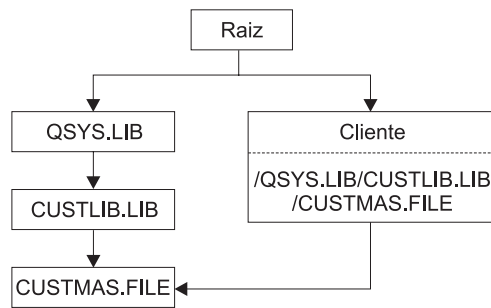 Raiz
QSYS.LIB
Cliente
/QSYS.LIB/CUSTLIB.LIB
/CUSTMAS.FILE
CUSTLIB.LIB
CUSTMAS.FILE